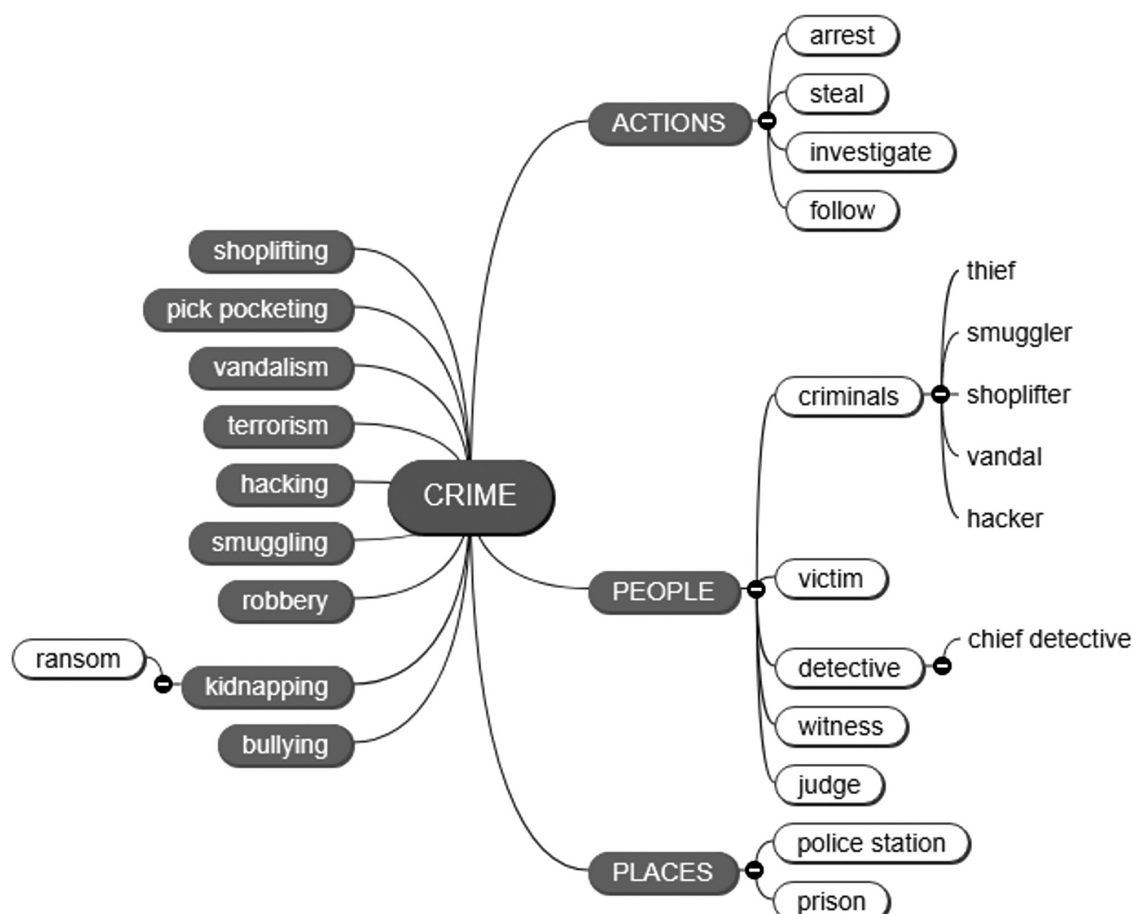 CRIME
shoplifting
pick pocketing
vandalism
terrorism
hacking
smuggling
robbery
kidnapping
ransom
bullying
ACTIONS
arrest
steal
investigate
follow
PEOPLE
criminals
thief
smuggler
shoplifter
vandal
hacker
victim
detective
chief detective
witness
judge
PLACES
police station
prison